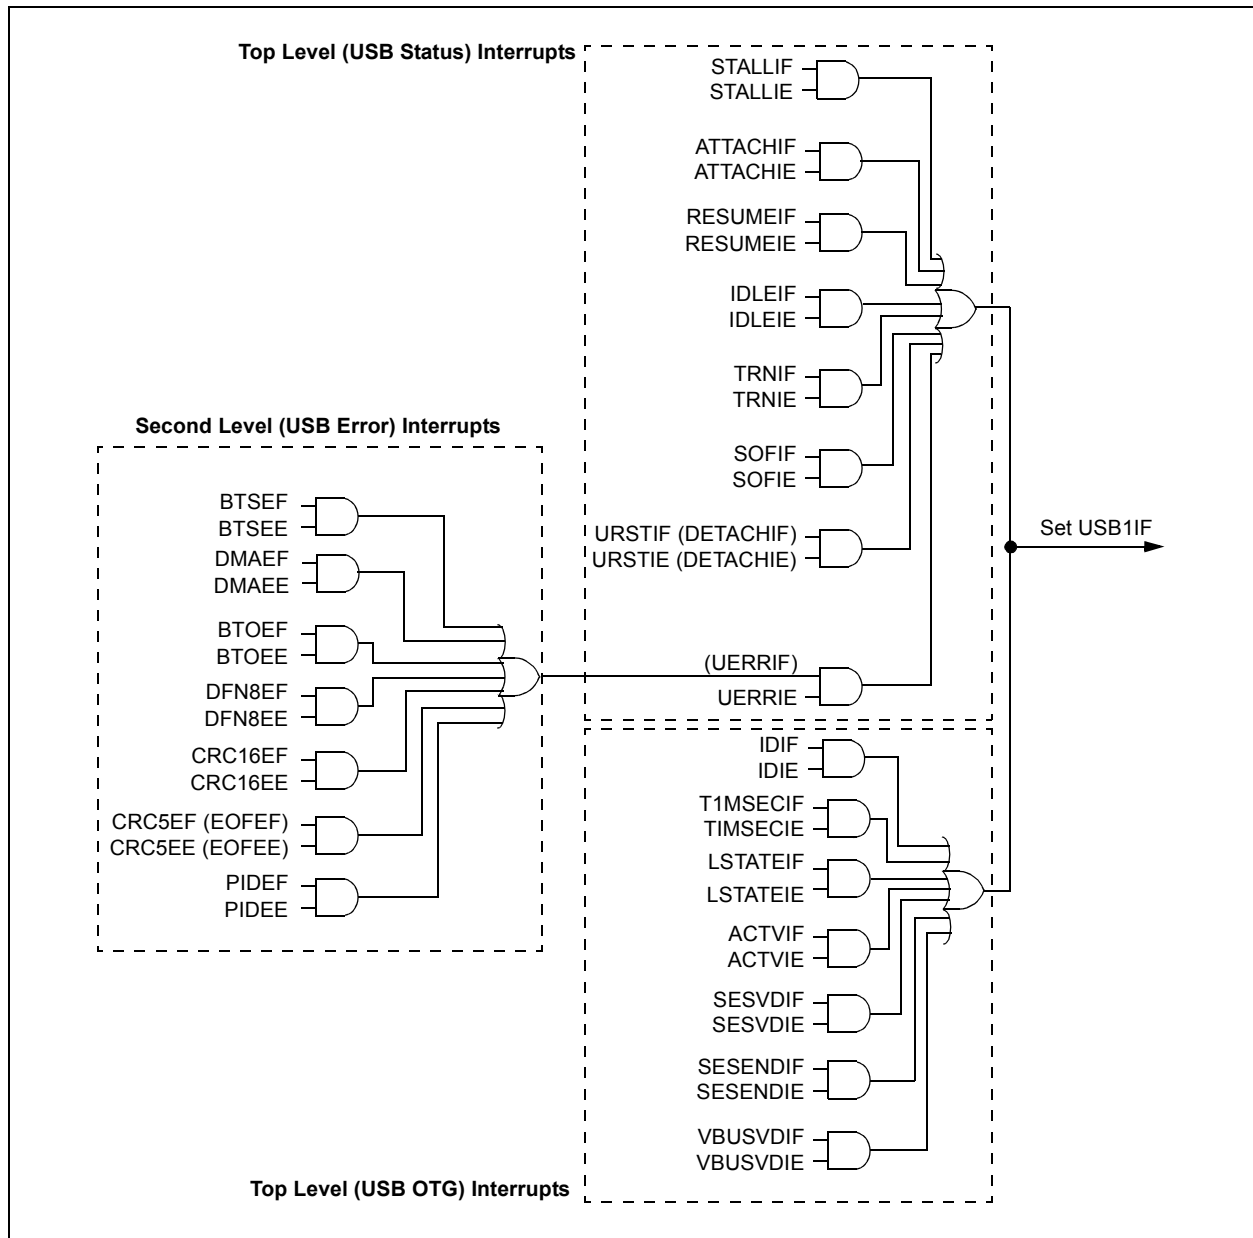 Top Level (USB Status) Interrupts
STALLIF
STALLIE
ATTACHIF
ATTACHIE
RESUMEIF
RESUMEIE
IDLEIF
IDLEIE
TRNIF
TRNIE
SOFIF
SOFIE
URSTIF (DETACHIF)
URSTIE (DETACHIE)
(UERRIF)
UERRIE
Second Level (USB Error) Interrupts
BTSEF
BTSEE
DMAEF
DMAEE
BTOEF
BTOEE
DFN8EF
DFN8EE
CRC16EF
CRC16EE
CRC5EF (EOFEF)
CRC5EE (EOFEE)
PIDEF
PIDEE
Set USB1IF
IDIF
IDIE
T1MSECIF
TIMSECIE
LSTATEIF
LSTATEIE
ACTVIF
ACTVIE
SESVDIF
SESVDIE
SESENDIF
SESENDIE
VBUSVDIF
VBUSVDIE
Top Level (USB OTG) Interrupts